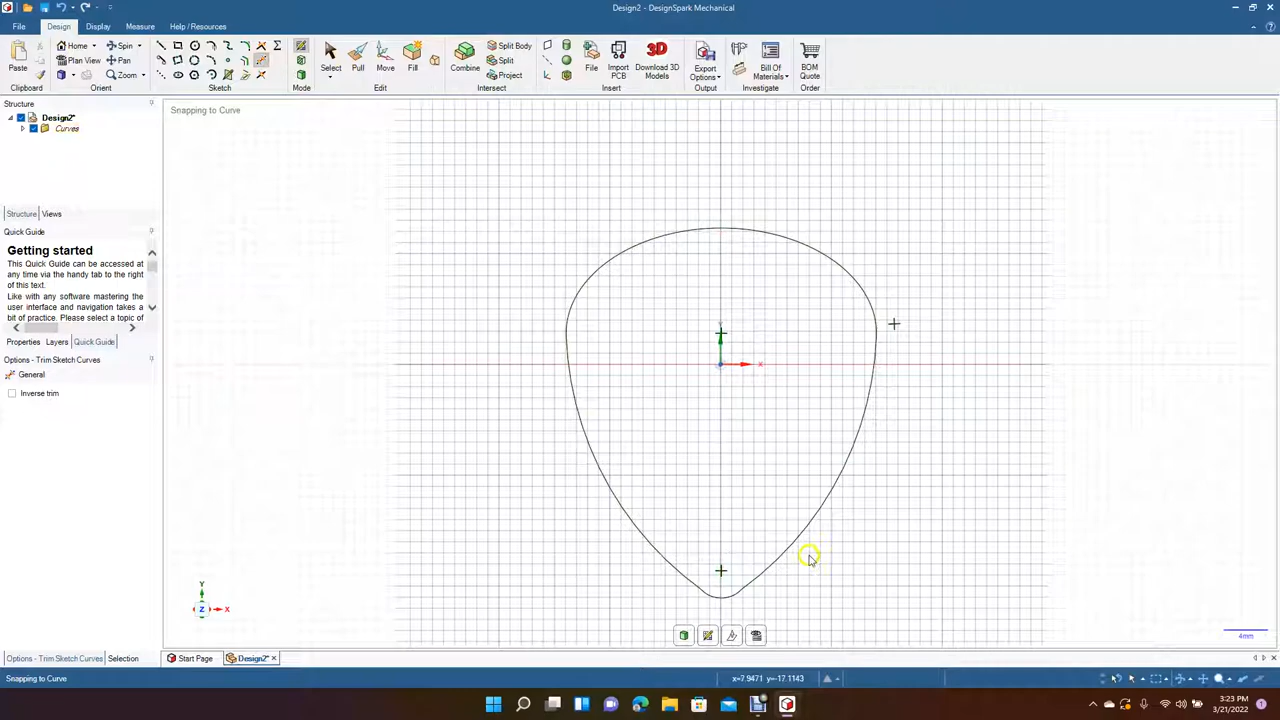 Design2 - DesignSpark Mechanical
File Design Display Measure Help / Resources
Paste
Home Spin
Plan View Pan
Zoom
Select Pull Move Fill
Combine
Split Body
Split
Project
File Import PCB Download 3D Models
Export Options
Bill Of Materials
BOM Quote
Clipboard Orient Sketch Mode Edit Intersect Insert Output Investigate Order
Structure
Design2*
Curves
Structure Views
Quick Guide
Getting started
This Quick Guide can be accessed at
any time via the handy tab to the right
of this text.
Like with any software mastering the
user interface and navigation takes a
bit of practice. Please select a topic of
Properties Layers Quick Guide
Options - Trim Sketch Curves
General
Inverse trim
Snapping to Curve
Y
X
Y
Z X
4mm
Options - Trim Sketch Curves Selection
Start Page Design2*
Snapping to Curve
x=7.9471 y=-17.1143
3:23 PM
3/21/2022